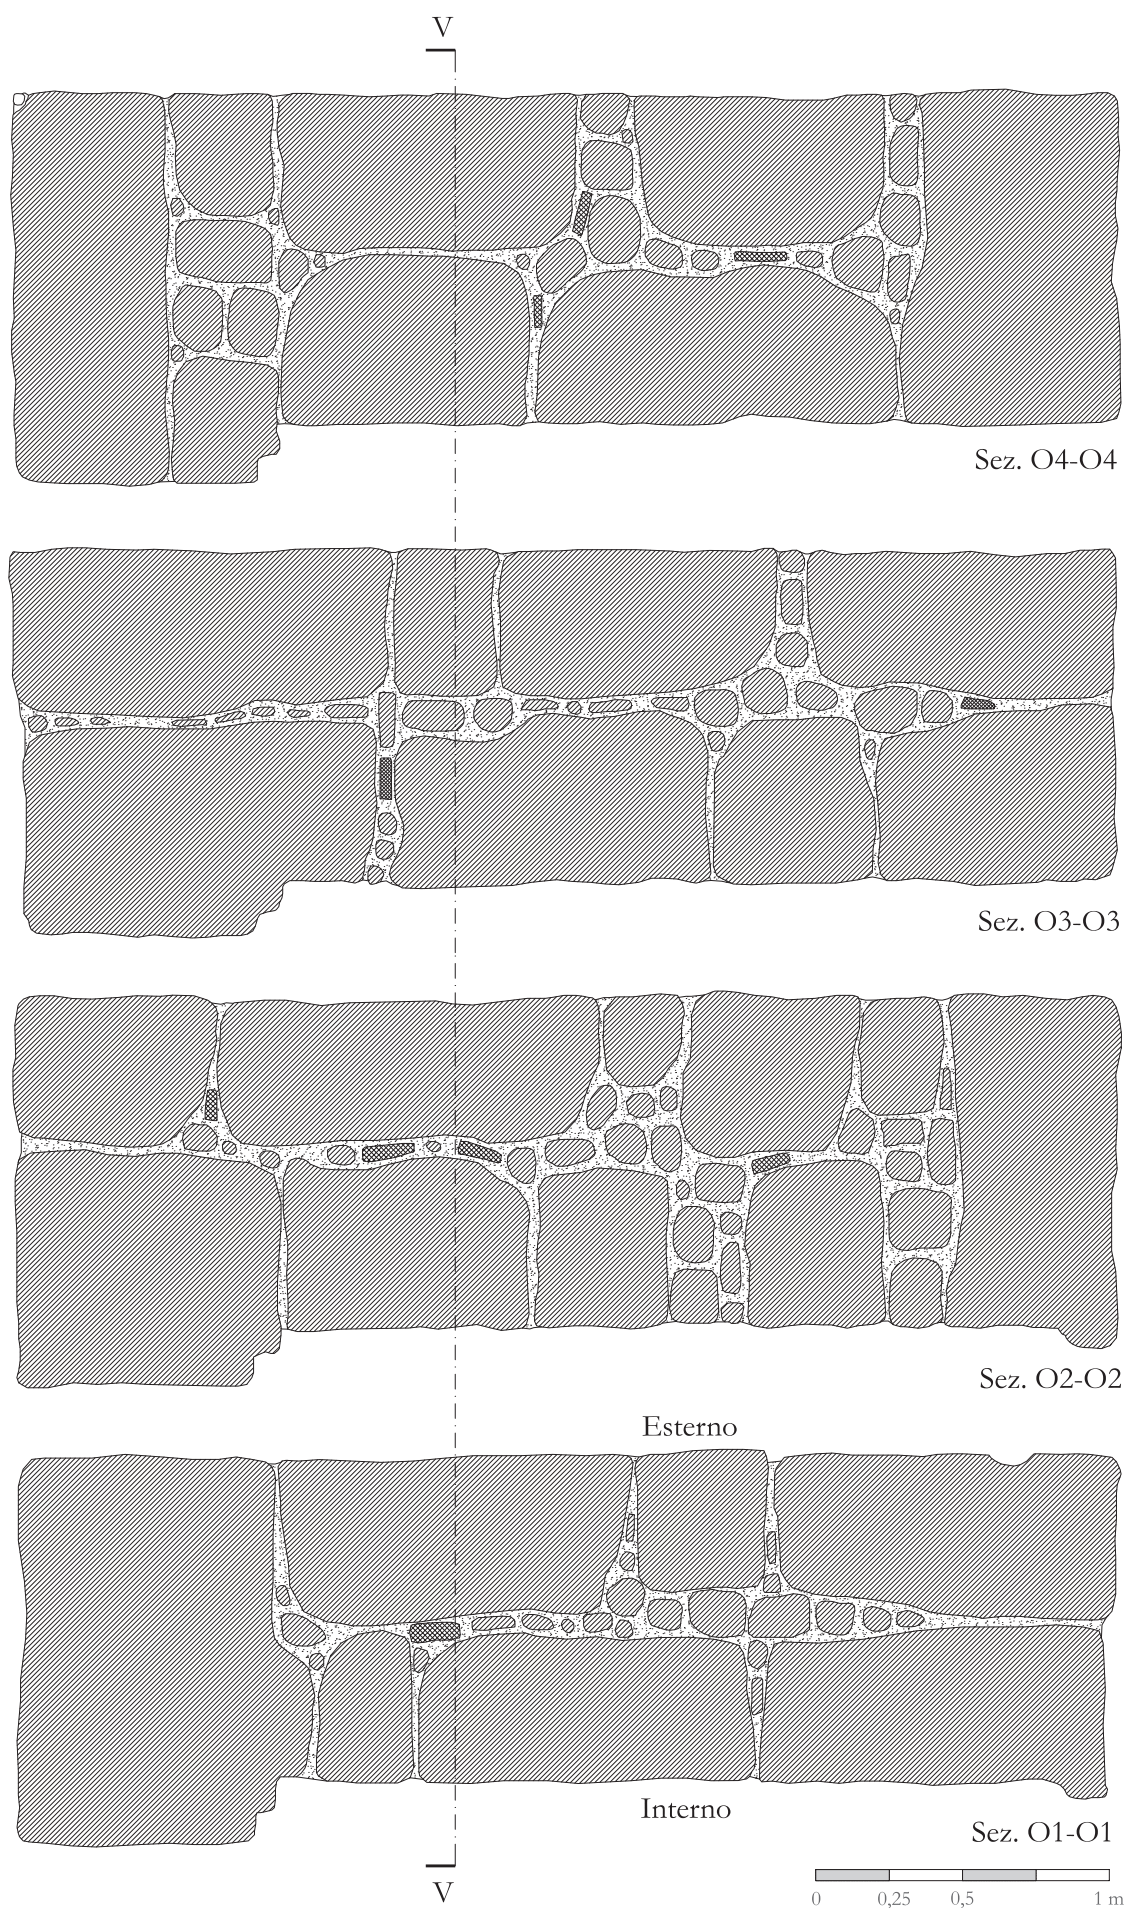 V
Sez. O4-O4
Sez. O3-O3
Sez. O2-O2
Esterno
Interno
Sez. O1-O1
V
0 0,25 0,5 1 m